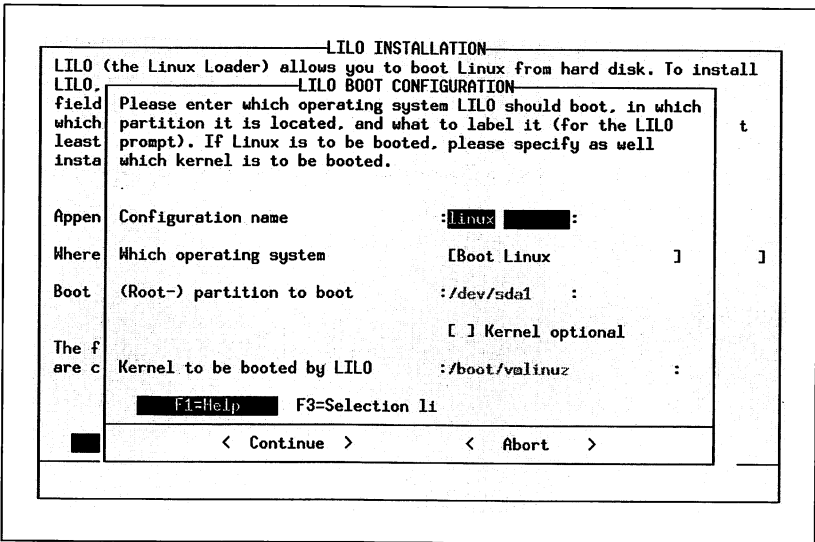 LILO INSTALLATION
LILO (the Linux Loader) allows you to boot Linux from hard disk. To install
LILO,
LILO BOOT CONFIGURATION
field Please enter which operating system LILO should boot, in which
which partition it is located, and what to label it (for the LILO t
least prompt). If Linux is to be booted, please specify as well
insta which kernel is to be booted.
Appen Configuration name :linux :
Where Which operating system [Boot Linux ] ]
Boot (Root-) partition to boot :/dev/sda1 :
[ ] Kernel optional
The f
are c Kernel to be booted by LILO :/boot/vmlinuz :
F1=Help F3=Selection li
< Continue > < Abort >